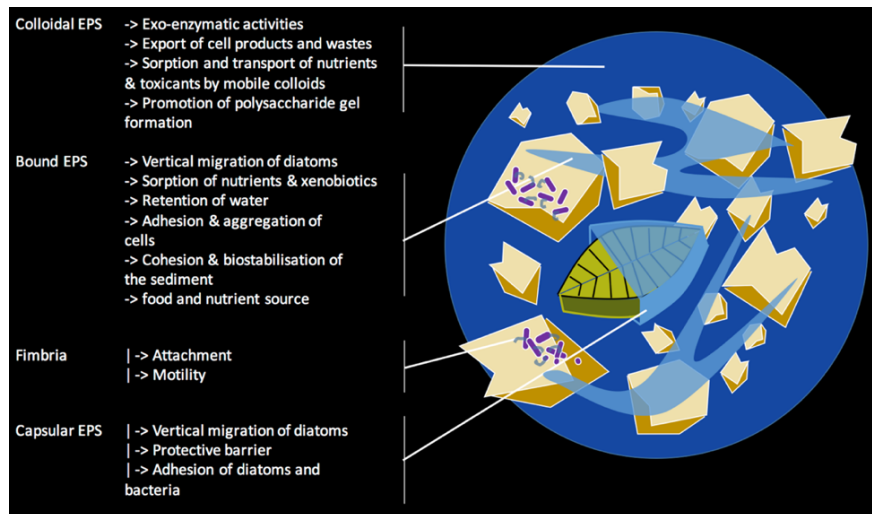 Colloidal EPS -> Exo-enzymatic activities
-> Export of cell products and wastes
-> Sorption and transport of nutrients
& toxicants by mobile colloids
-> Promotion of polysaccharide gel
formation
Bound EPS -> Vertical migration of diatoms
-> Sorption of nutrients & xenobiotics
-> Retention of water
-> Adhesion & aggregation of
cells
-> Cohesion & biostabilisation of
the sediment
-> food and nutrient source
Fimbria | -> Attachment
| -> Motility
Capsular EPS | -> Vertical migration of diatoms
| -> Protective barrier
| -> Adhesion of diatoms and
bacteria